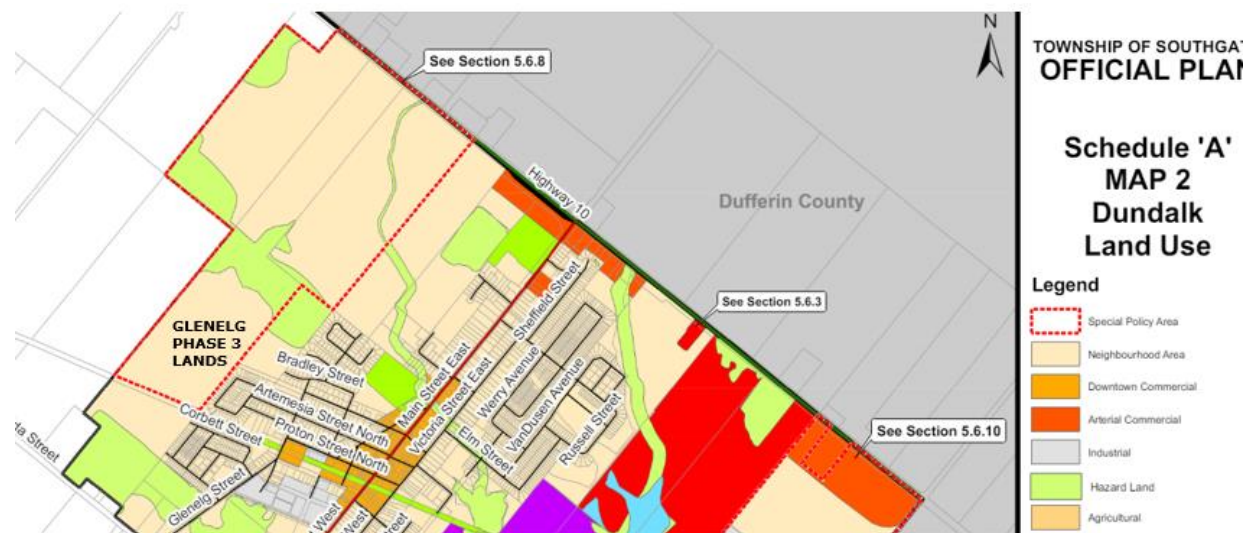 See Section 5.6.8
N
Highway 10
Dufferin County
See Section 5.6.3
See Section 5.6.10
GLENELG
PHASE 3
LANDS
Bradley Street
Artemesia Street North
Proton Street North
Corbett Street
Glenelg Street
da Street
Main Street East
Victoria Street East
Sheffield Street
Werry Avenue
VanDusen Avenue
Russell Street
Elm Street
West
West
Street
TOWNSHIP OF SOUTHGAT
OFFICIAL PLAN
Schedule 'A'
MAP 2
Dundalk
Land Use
Legend
Special Policy Area
Neighbourhood Area
Downtown Commercial
Arterial Commercial
Industrial
Hazard Land
Agricultural